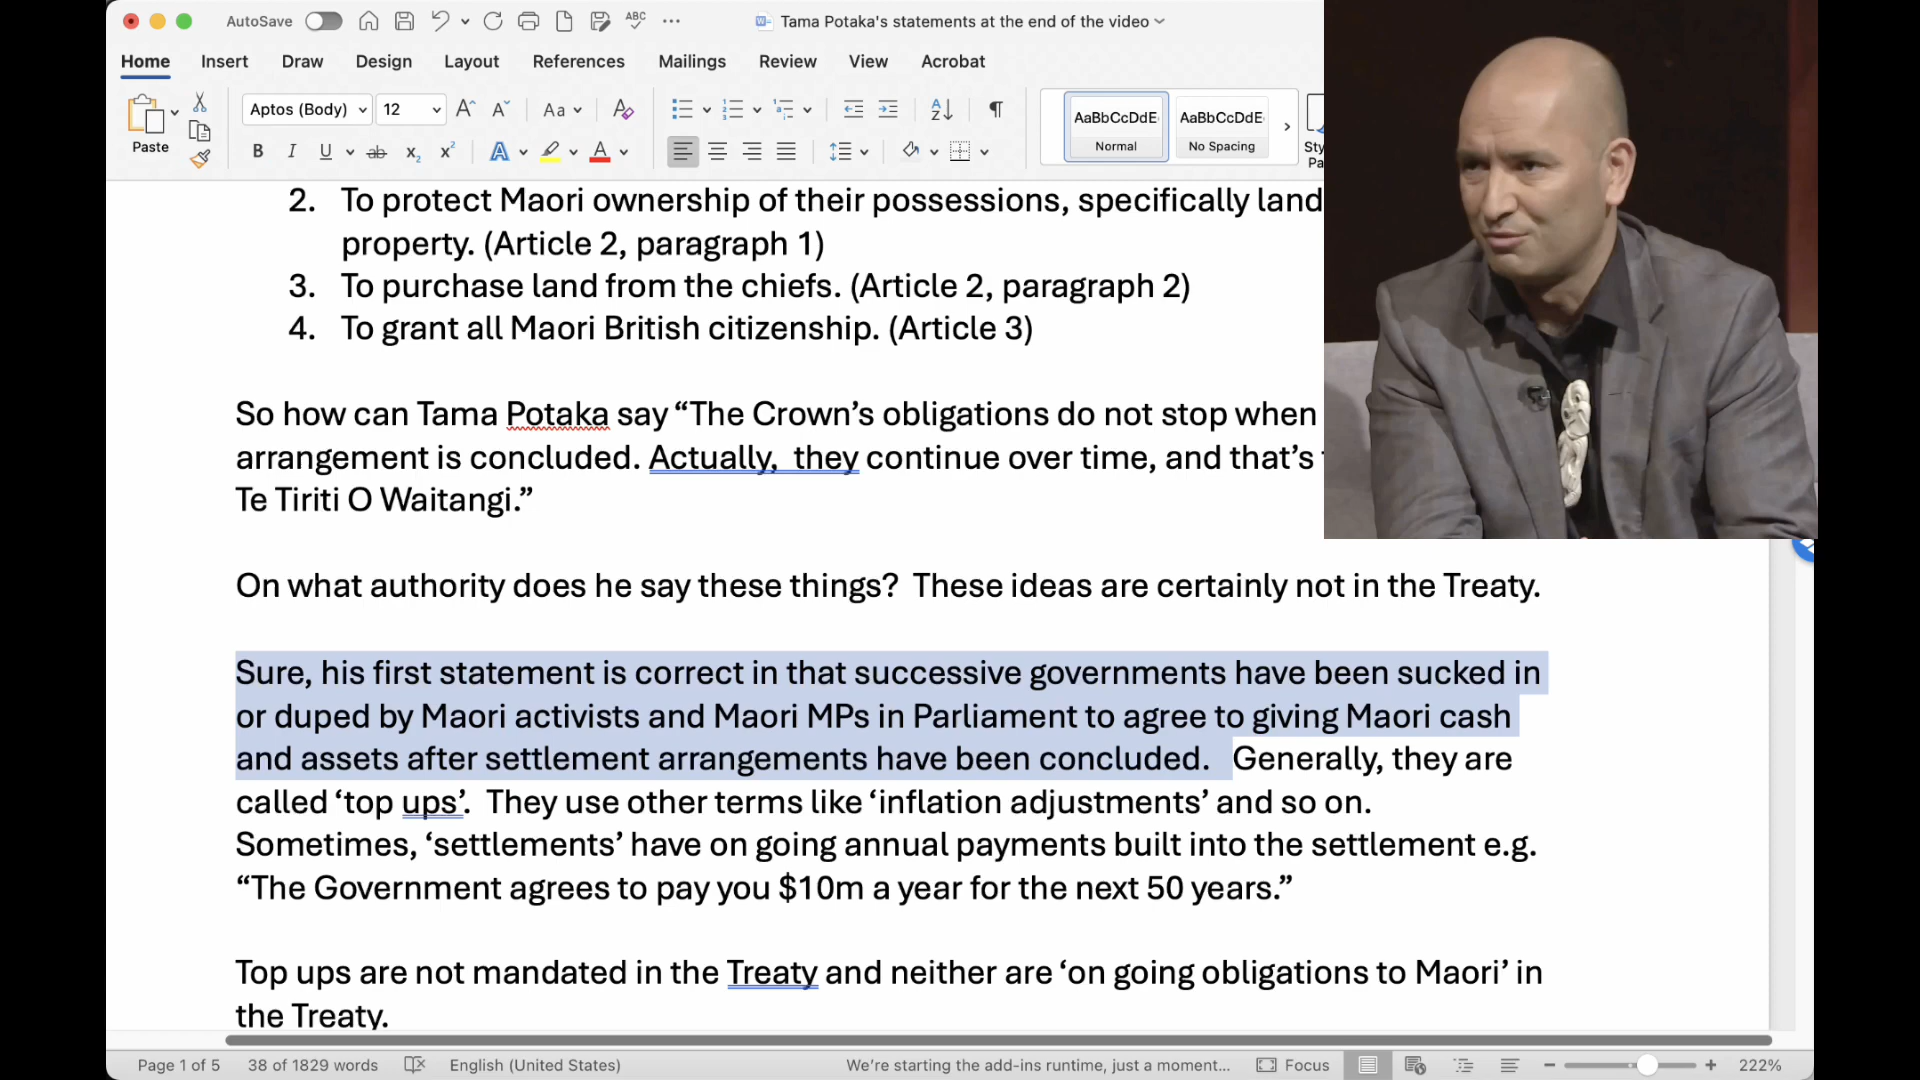 AutoSave
ABC
Tama Potaka's statements at the end of the video
Home Insert Draw Design Layout References Mailings Review View Acrobat
Paste
Aptos (Body) 12
Aa
AaBbCcDdE AaBbCcDdE
Normal No Spacing
2. To protect Maori ownership of their possessions, specifically land
property. (Article 2, paragraph 1)
3. To purchase land from the chiefs. (Article 2, paragraph 2)
4. To grant all Maori British citizenship. (Article 3)
So how can Tama Potaka say “The Crown’s obligations do not stop when
arrangement is concluded. Actually, they continue over time, and that’s
Te Tiriti O Waitangi.”
On what authority does he say these things? These ideas are certainly not in the Treaty.
Sure, his first statement is correct in that successive governments have been sucked in
or duped by Maori activists and Maori MPs in Parliament to agree to giving Maori cash
and assets after settlement arrangements have been concluded. Generally, they are
called ‘top ups’. They use other terms like ‘inflation adjustments’ and so on.
Sometimes, ‘settlements’ have on going annual payments built into the settlement e.g.
“The Government agrees to pay you $10m a year for the next 50 years.”
Top ups are not mandated in the Treaty and neither are ‘on going obligations to Maori’ in
the Treaty.
Page 1 of 5 38 of 1829 words English (United States) We’re starting the add-ins runtime, just a moment... Focus 222%